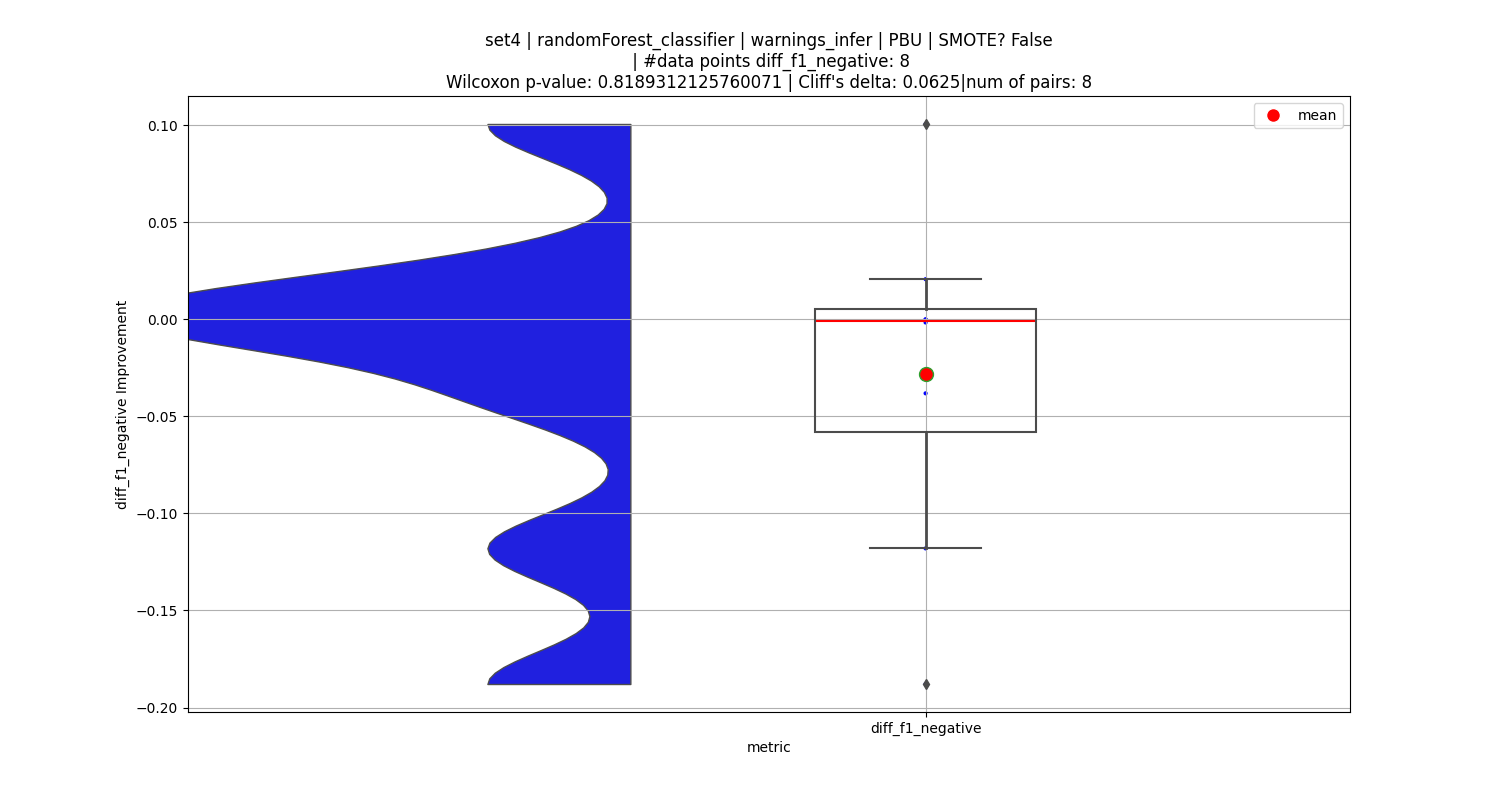 set4 | randomForest_classifier | warnings_infer | PBU | SMOTE? False
| #data points diff_f1_negative: 8
Wilcoxon p-value: 0.8189312125760071 | Cliff's delta: 0.0625|num of pairs: 8
mean
0.10
0.05
0.00
−0.05
−0.10
−0.15
−0.20
diff_f1_negative Improvement
diff_f1_negative
metric